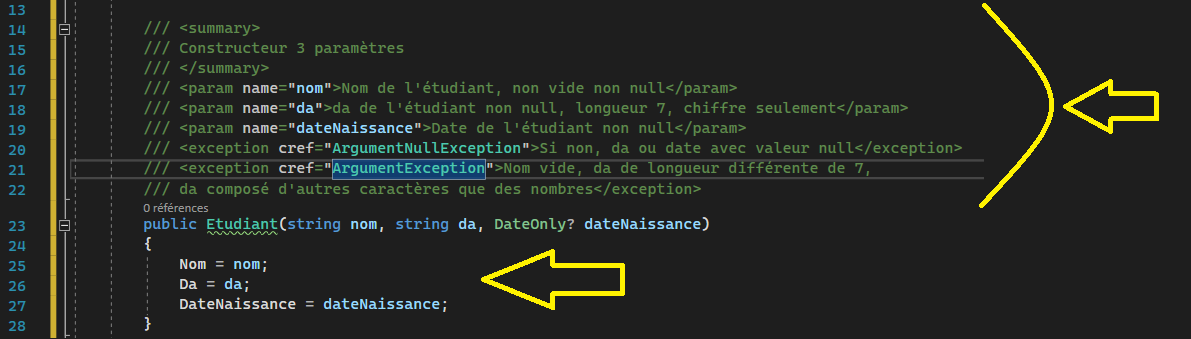 13
14 /// <summary>
15 /// Constructeur 3 paramètres
16 /// </summary>
17 /// <param name="nom">Nom de l'étudiant, non vide non null</param>
18 /// <param name="da">da de l'étudiant non null, longueur 7, chiffre seulement</param>
19 /// <param name="dateNaissance">Date de l'étudiant non null</param>
20 /// <exception cref="ArgumentNullException">Si non, da ou date avec valeur null</exception>
21 /// <exception cref="ArgumentException">Nom vide, da de longueur différente de 7,
22 /// da composé d'autres caractères que des nombres</exception>
0 références
23 public Etudiant(string nom, string da, DateOnly? dateNaissance)
24 {
25 Nom = nom;
26 Da = da;
27 DateNaissance = dateNaissance;
28 }